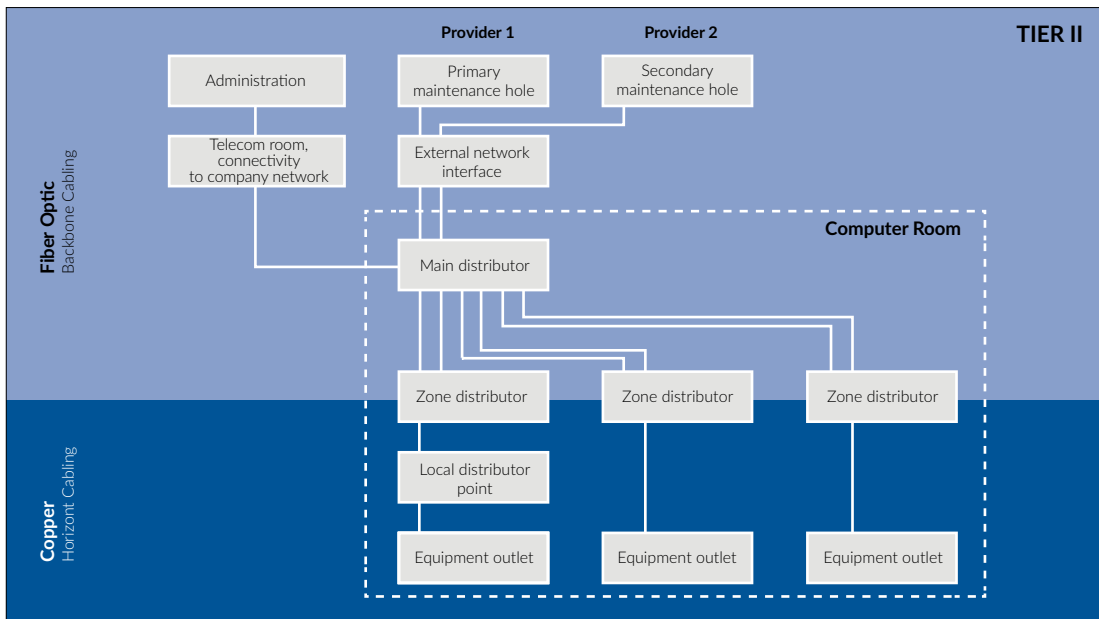 TIER II
Provider 1
Provider 2
Administration
Primary
maintenance hole
Secondary
maintenance hole
Telecom room,
connectivity
to company network
External network
interface
Fiber Optic
Backbone Cabling
Computer Room
Main distributor
Zone distributor
Zone distributor
Zone distributor
Copper
Horizont Cabling
Local distributor
point
Equipment outlet
Equipment outlet
Equipment outlet